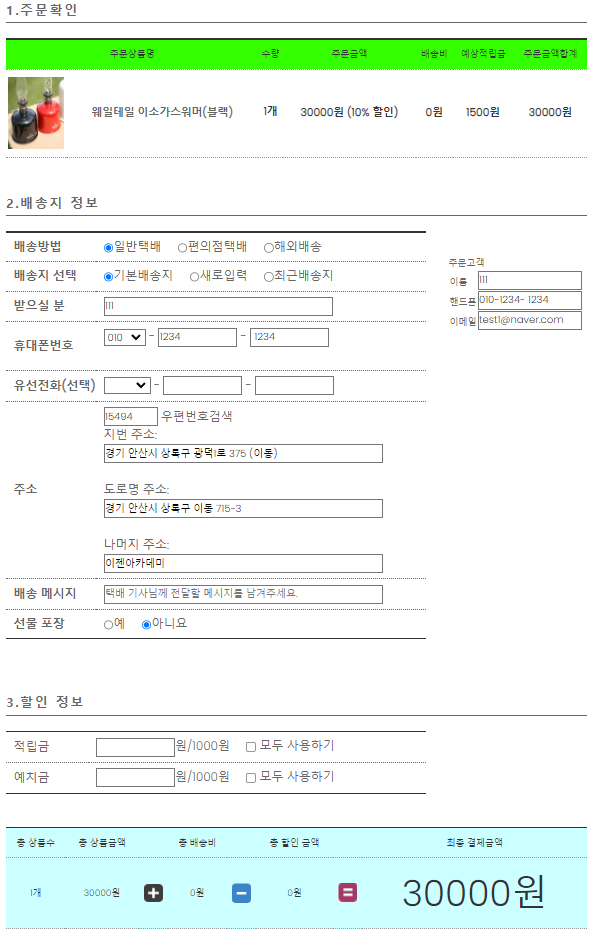 1.주문확인
주문상품명 수량 주문금액 배송비 예상적립금 주문금액합계
웨일테일 이소가스워머(블랙) 1개 30000원 (10% 할인) 0원 1500원 30000원
2.배송지 정보
배송방법 일반택배 편의점택배 해외배송
배송지 선택 기본배송지 새로입력 최근배송지
받으실 분 111
휴대폰번호 010 - 1234 - 1234
유선전화(선택) - -
주소
15494 우편번호검색
지번 주소:
경기 안산시 상록구 광덕1로 375 (이동)
도로명 주소:
경기 안산시 상록구 이동 715-3
나머지 주소:
이젠아카데미
배송 메시지 택배 기사님께 전달할 메시지를 남겨주세요.
선물 포장 예 아니요
주문고객
이름 111
핸드폰 010-1234- 1234
이메일 test1@naver.com
3.할인 정보
적립금 원/1000원 모두 사용하기
예치금 원/1000원 모두 사용하기
총 상품수 총 상품금액 총 배송비 총 할인 금액 최종 결제금액
1개 30000원 + 0원 - 0원 = 30000원